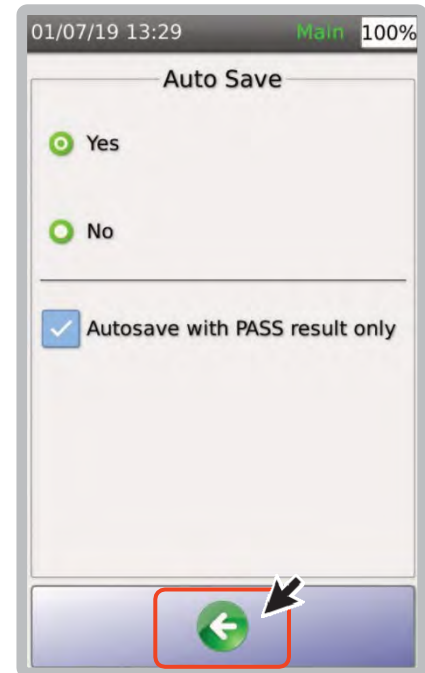 01/07/19 13:29 Main 100%
Auto Save
Yes
No
Autosave with PASS result only